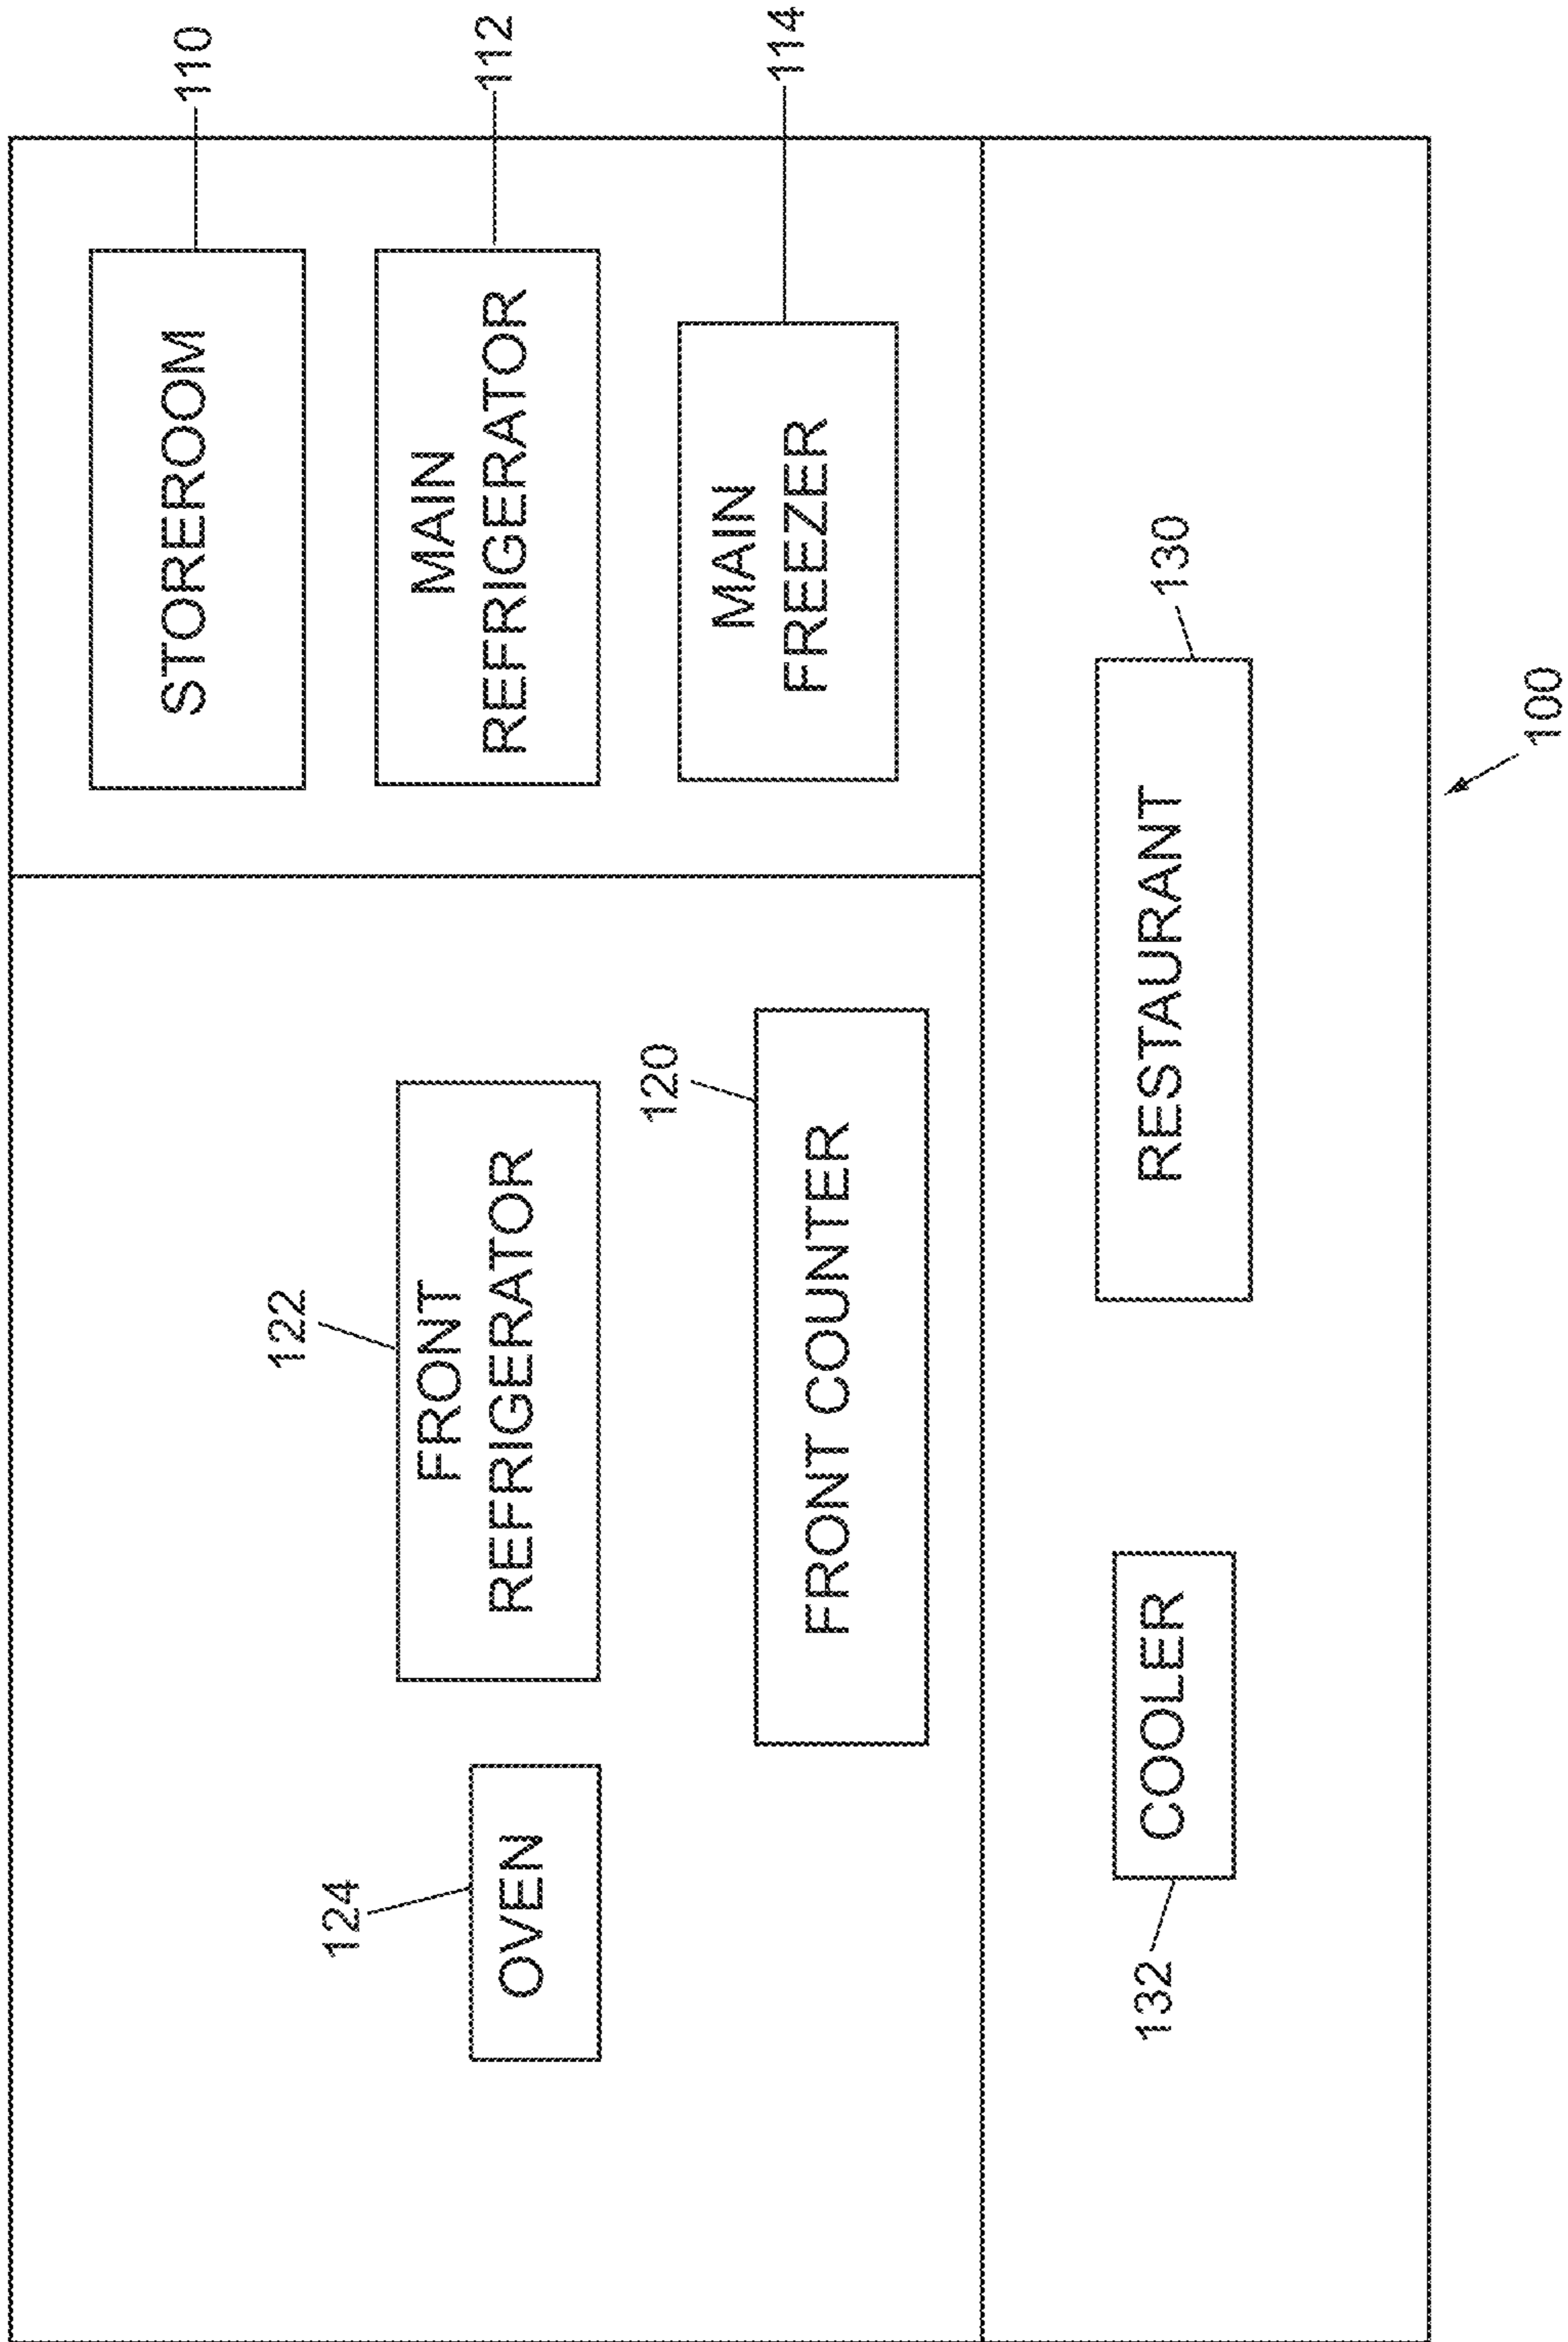 STOREROOM
110
122
124
OVEN
FRONT
REFRIGERATOR
MAIN
REFRIGERATOR
112
120
FRONT COUNTER
MAIN
FREEZER
114
132
COOLER
RESTAURANT
130
100